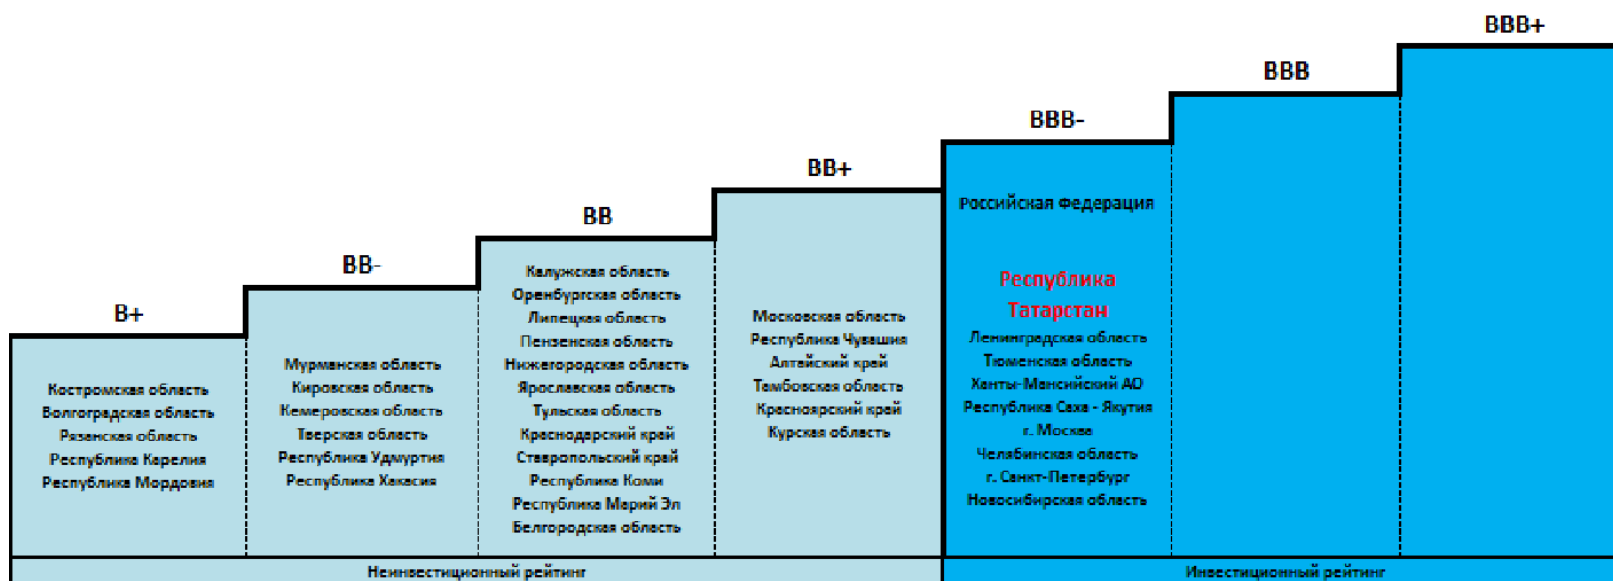 B+
Костромская область
Волгоградская область
Рязанская область
Республика Карелия
Республика Мордовия
BB-
Мурманская область
Кировская область
Кемеровская область
Тверская область
Республика Удмуртия
Республика Хакасия
BB
Калужская область
Оренбургская область
Липецкая область
Пензенская область
Нижегородская область
Ярославская область
Тульская область
Краснодарский край
Ставропольский край
Республика Коми
Республика Марий Эл
Белгородская область
BB+
Московская область
Республика Чувашия
Алтайский край
Тамбовская область
Красноярский край
Курская область
BBB-
Российская Федерация
Республика
Татарстан
Ленинградская область
Тюменская область
Ханты-Мансийский АО
Республика Саха - Якутия
г. Москва
Челябинская область
г. Санкт-Петербург
Новосибирская область
BBB
BBB+
Неинвестиционный рейтинг
Инвестиционный рейтинг